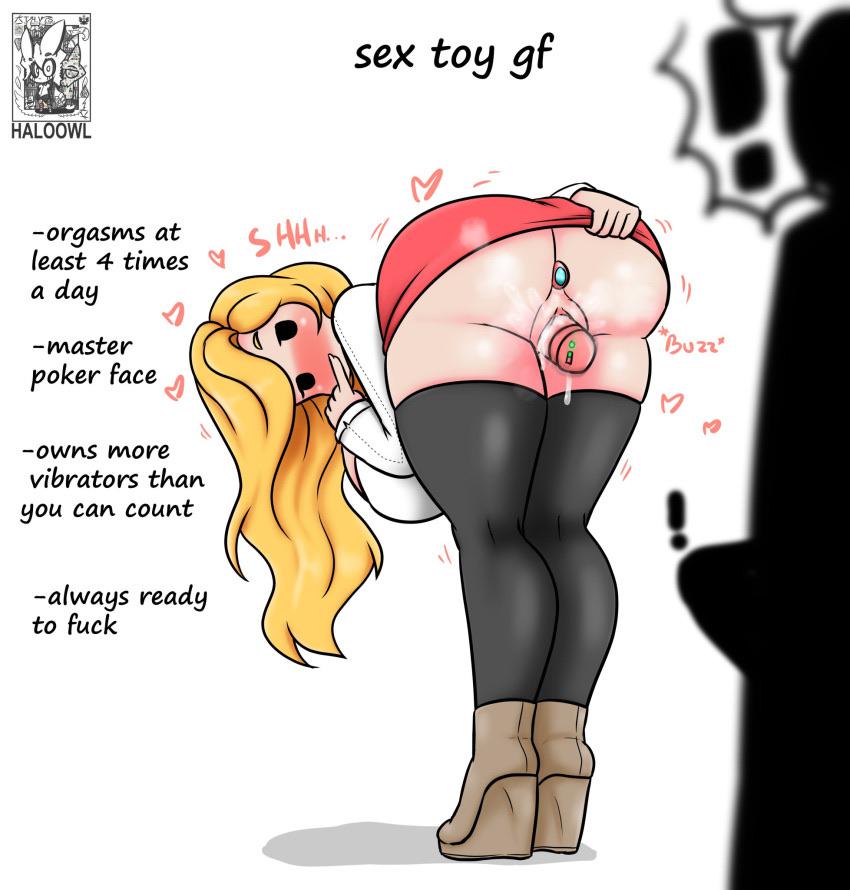 sex toy gf
HALOOWL
-orgasms at
least 4 times
a day
SHHH...
-master
poker face
*BUZZ*
-owns more
vibrators than
you can count
!
!
-always ready
to fuck